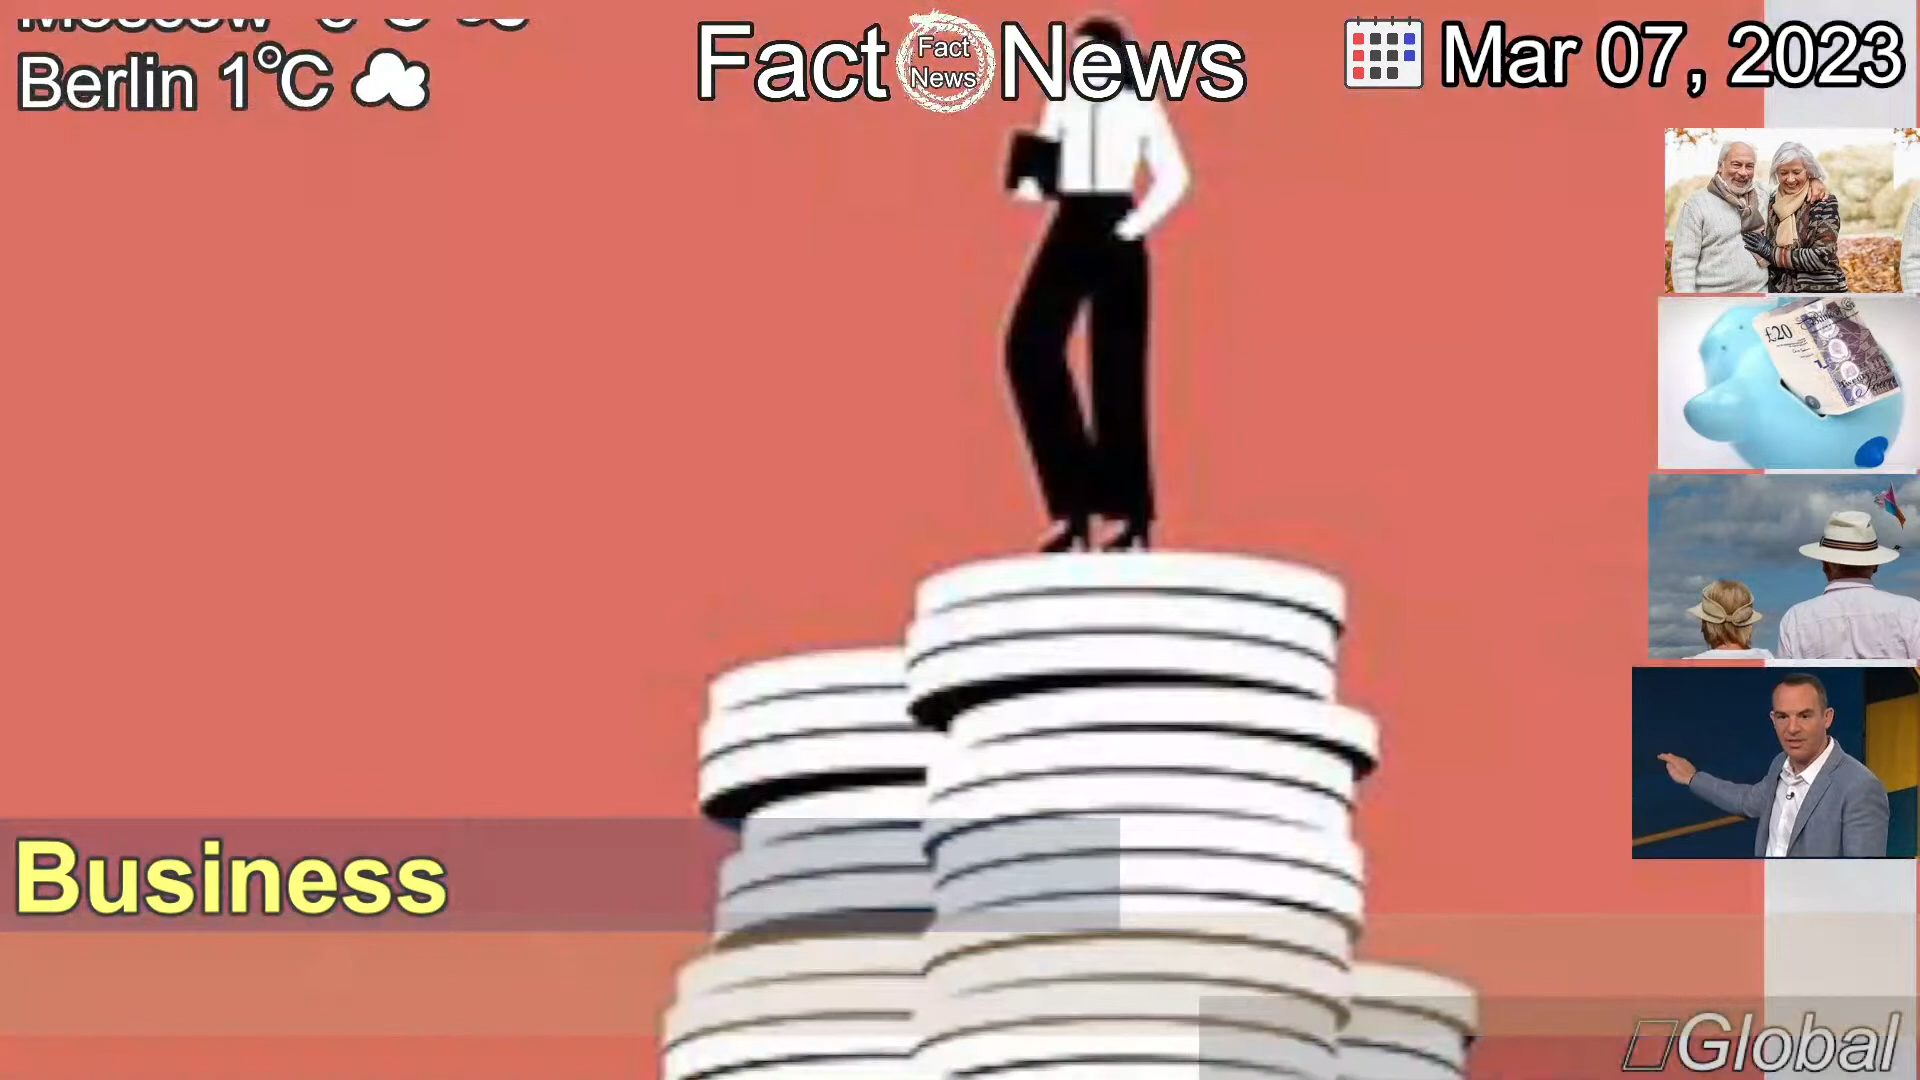 Berlin 1°C
Fact News
Fact
News
Mar 07, 2023
£20
Business
Global